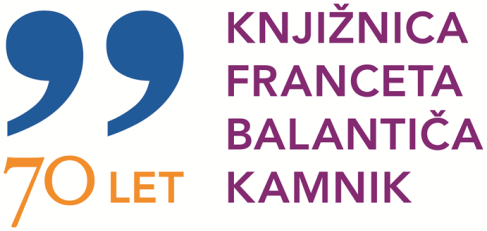 KNJIŽNICA
FRANCETA
BALANTIČA
KAMNIK
70 LET